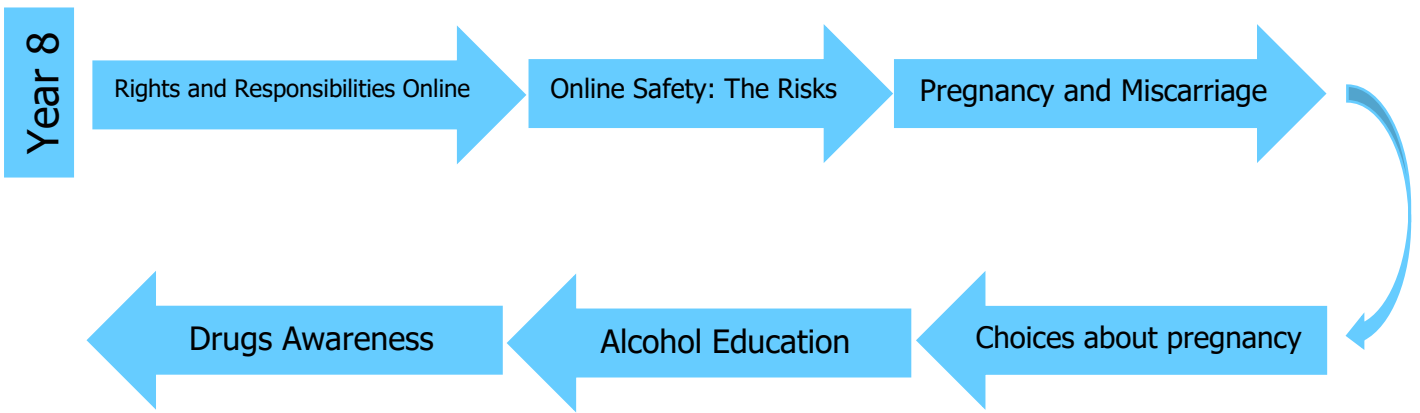 Year 8
Rights and Responsibilities Online
Online Safety: The Risks
Pregnancy and Miscarriage
Choices about pregnancy
Alcohol Education
Drugs Awareness